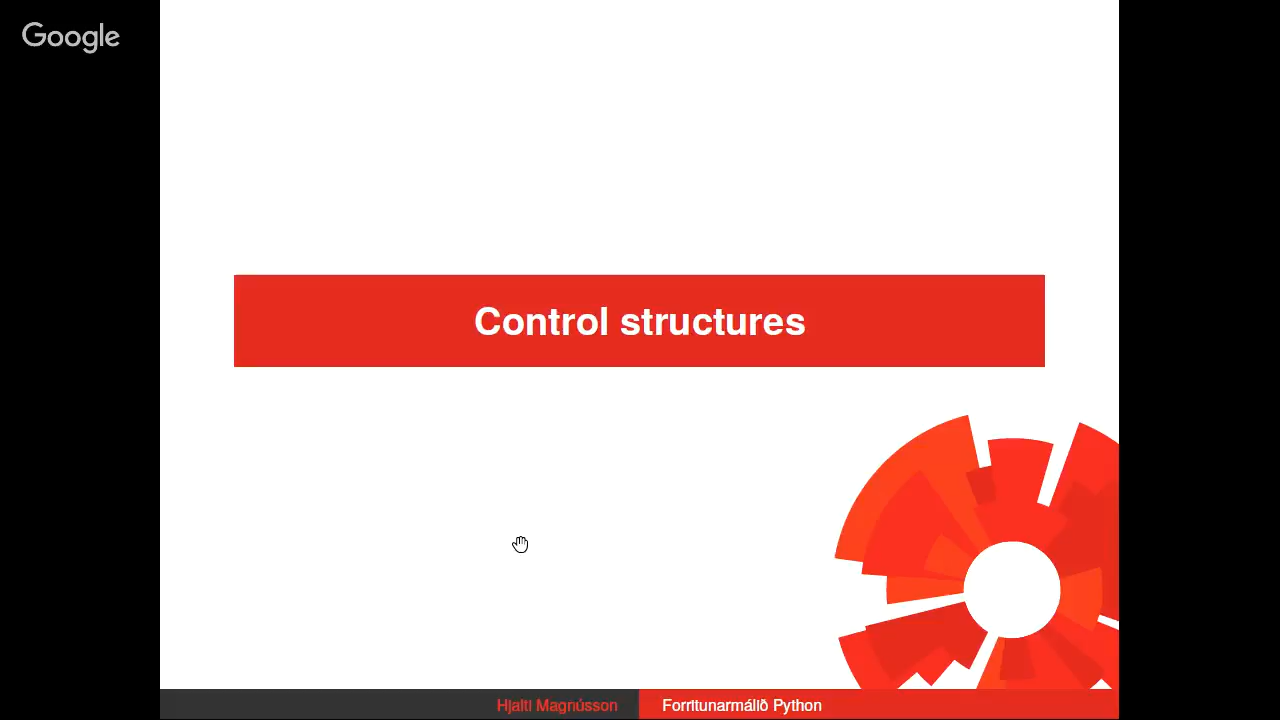 Google
Control structures
Hjalti Magnússon
Forritunarmálið Python